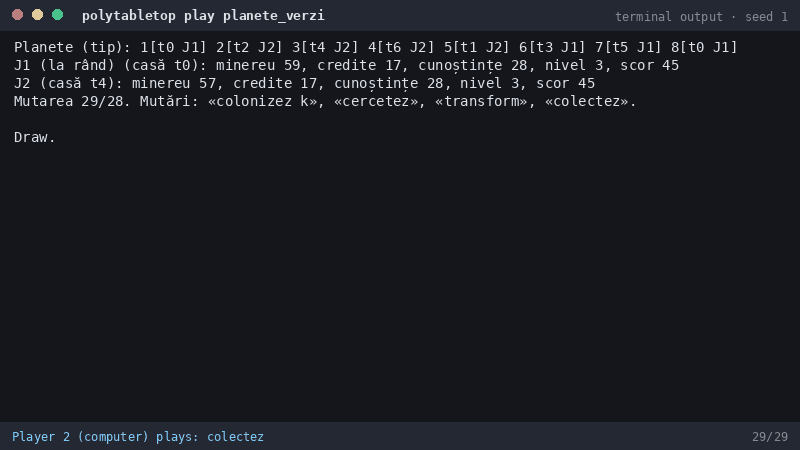 polytabletop play planete_verzi
terminal output · seed 1
Planete (tip): 1[t0 J1] 2[t2 J2] 3[t4 J2] 4[t6 J2] 5[t1 J2] 6[t3 J1] 7[t5 J1] 8[t0 J1]
J1 (la rând) (casă t0): minereu 59, credite 17, cunoștințe 28, nivel 3, scor 45
J2 (casă t4): minereu 57, credite 17, cunoștințe 28, nivel 3, scor 45
Mutarea 29/28. Mutări: «colonizez k», «cercetez», «transform», «colectez».
Draw.
Player 2 (computer) plays: colectez
29/29